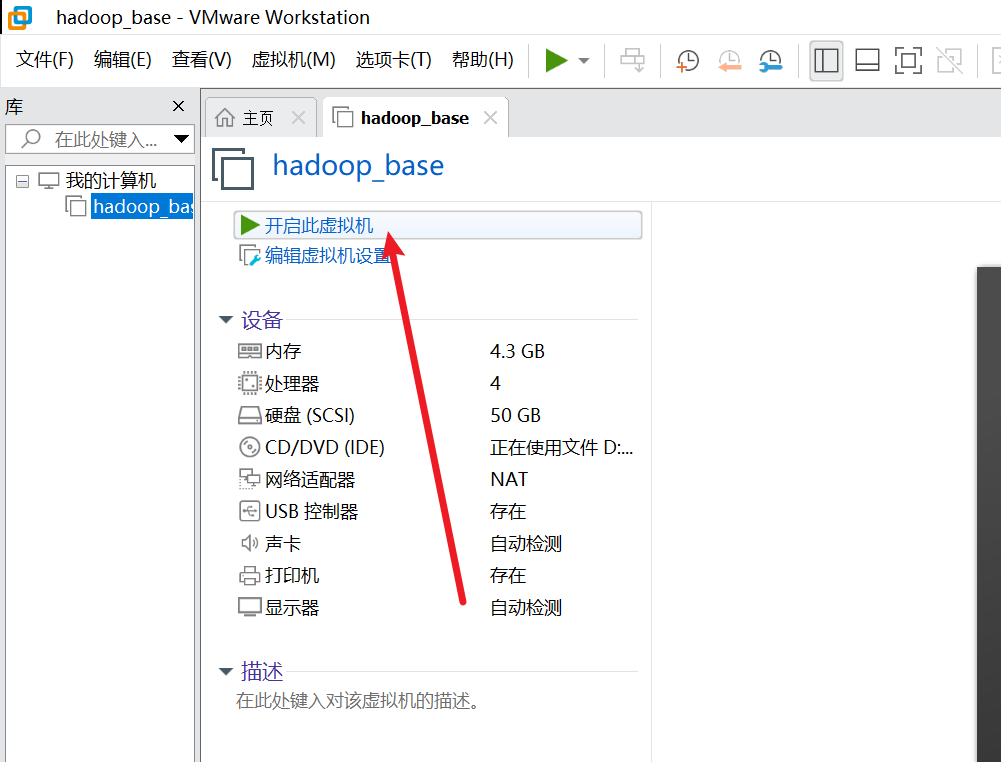 hadoop_base - VMware Workstation
文件(F) 编辑(E) 查看(V) 虚拟机(M) 选项卡(T) 帮助(H)
库
在此处键入...
我的计算机
hadoop_bas
主页
hadoop_base
hadoop_base
开启此虚拟机
编辑虚拟机设置
设备
内存 4.3 GB
处理器 4
硬盘 (SCSI) 50 GB
CD/DVD (IDE) 正在使用文件 D:...
网络适配器 NAT
USB 控制器 存在
声卡 自动检测
打印机 存在
显示器 自动检测
描述
在此处键入对该虚拟机的描述。